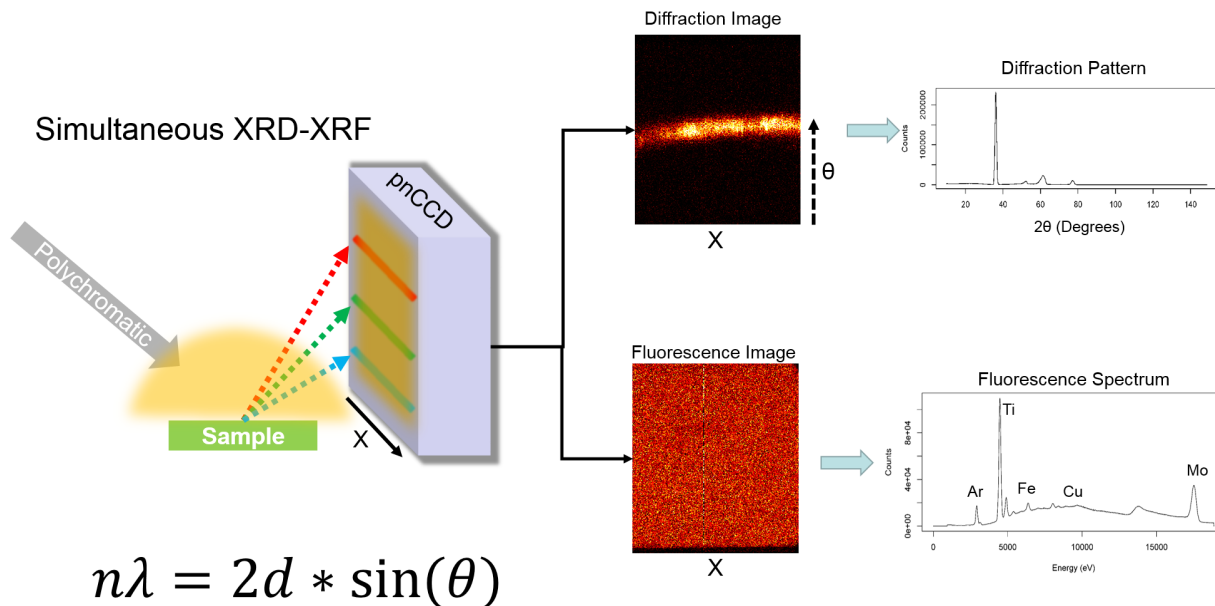 Simultaneous XRD-XRF
Polychromatic
pnCCD
Sample
X
nλ = 2d * sin(θ)
Diffraction Image
θ
X
Diffraction Pattern
Counts
0
100000
200000
20 40 60 80 100 120 140
2θ (Degrees)
Fluorescence Image
X
Fluorescence Spectrum
Counts
0e+00
4e+04
8e+04
Ar
Ti
Fe
Cu
Mo
0 5000 10000 15000
Energy (eV)